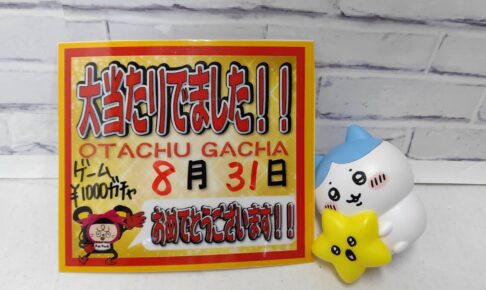 大当たりでました!!
OTACHU GACHA
ゲーム
¥1000ガチャ
8月31日
おめでとうございます!!